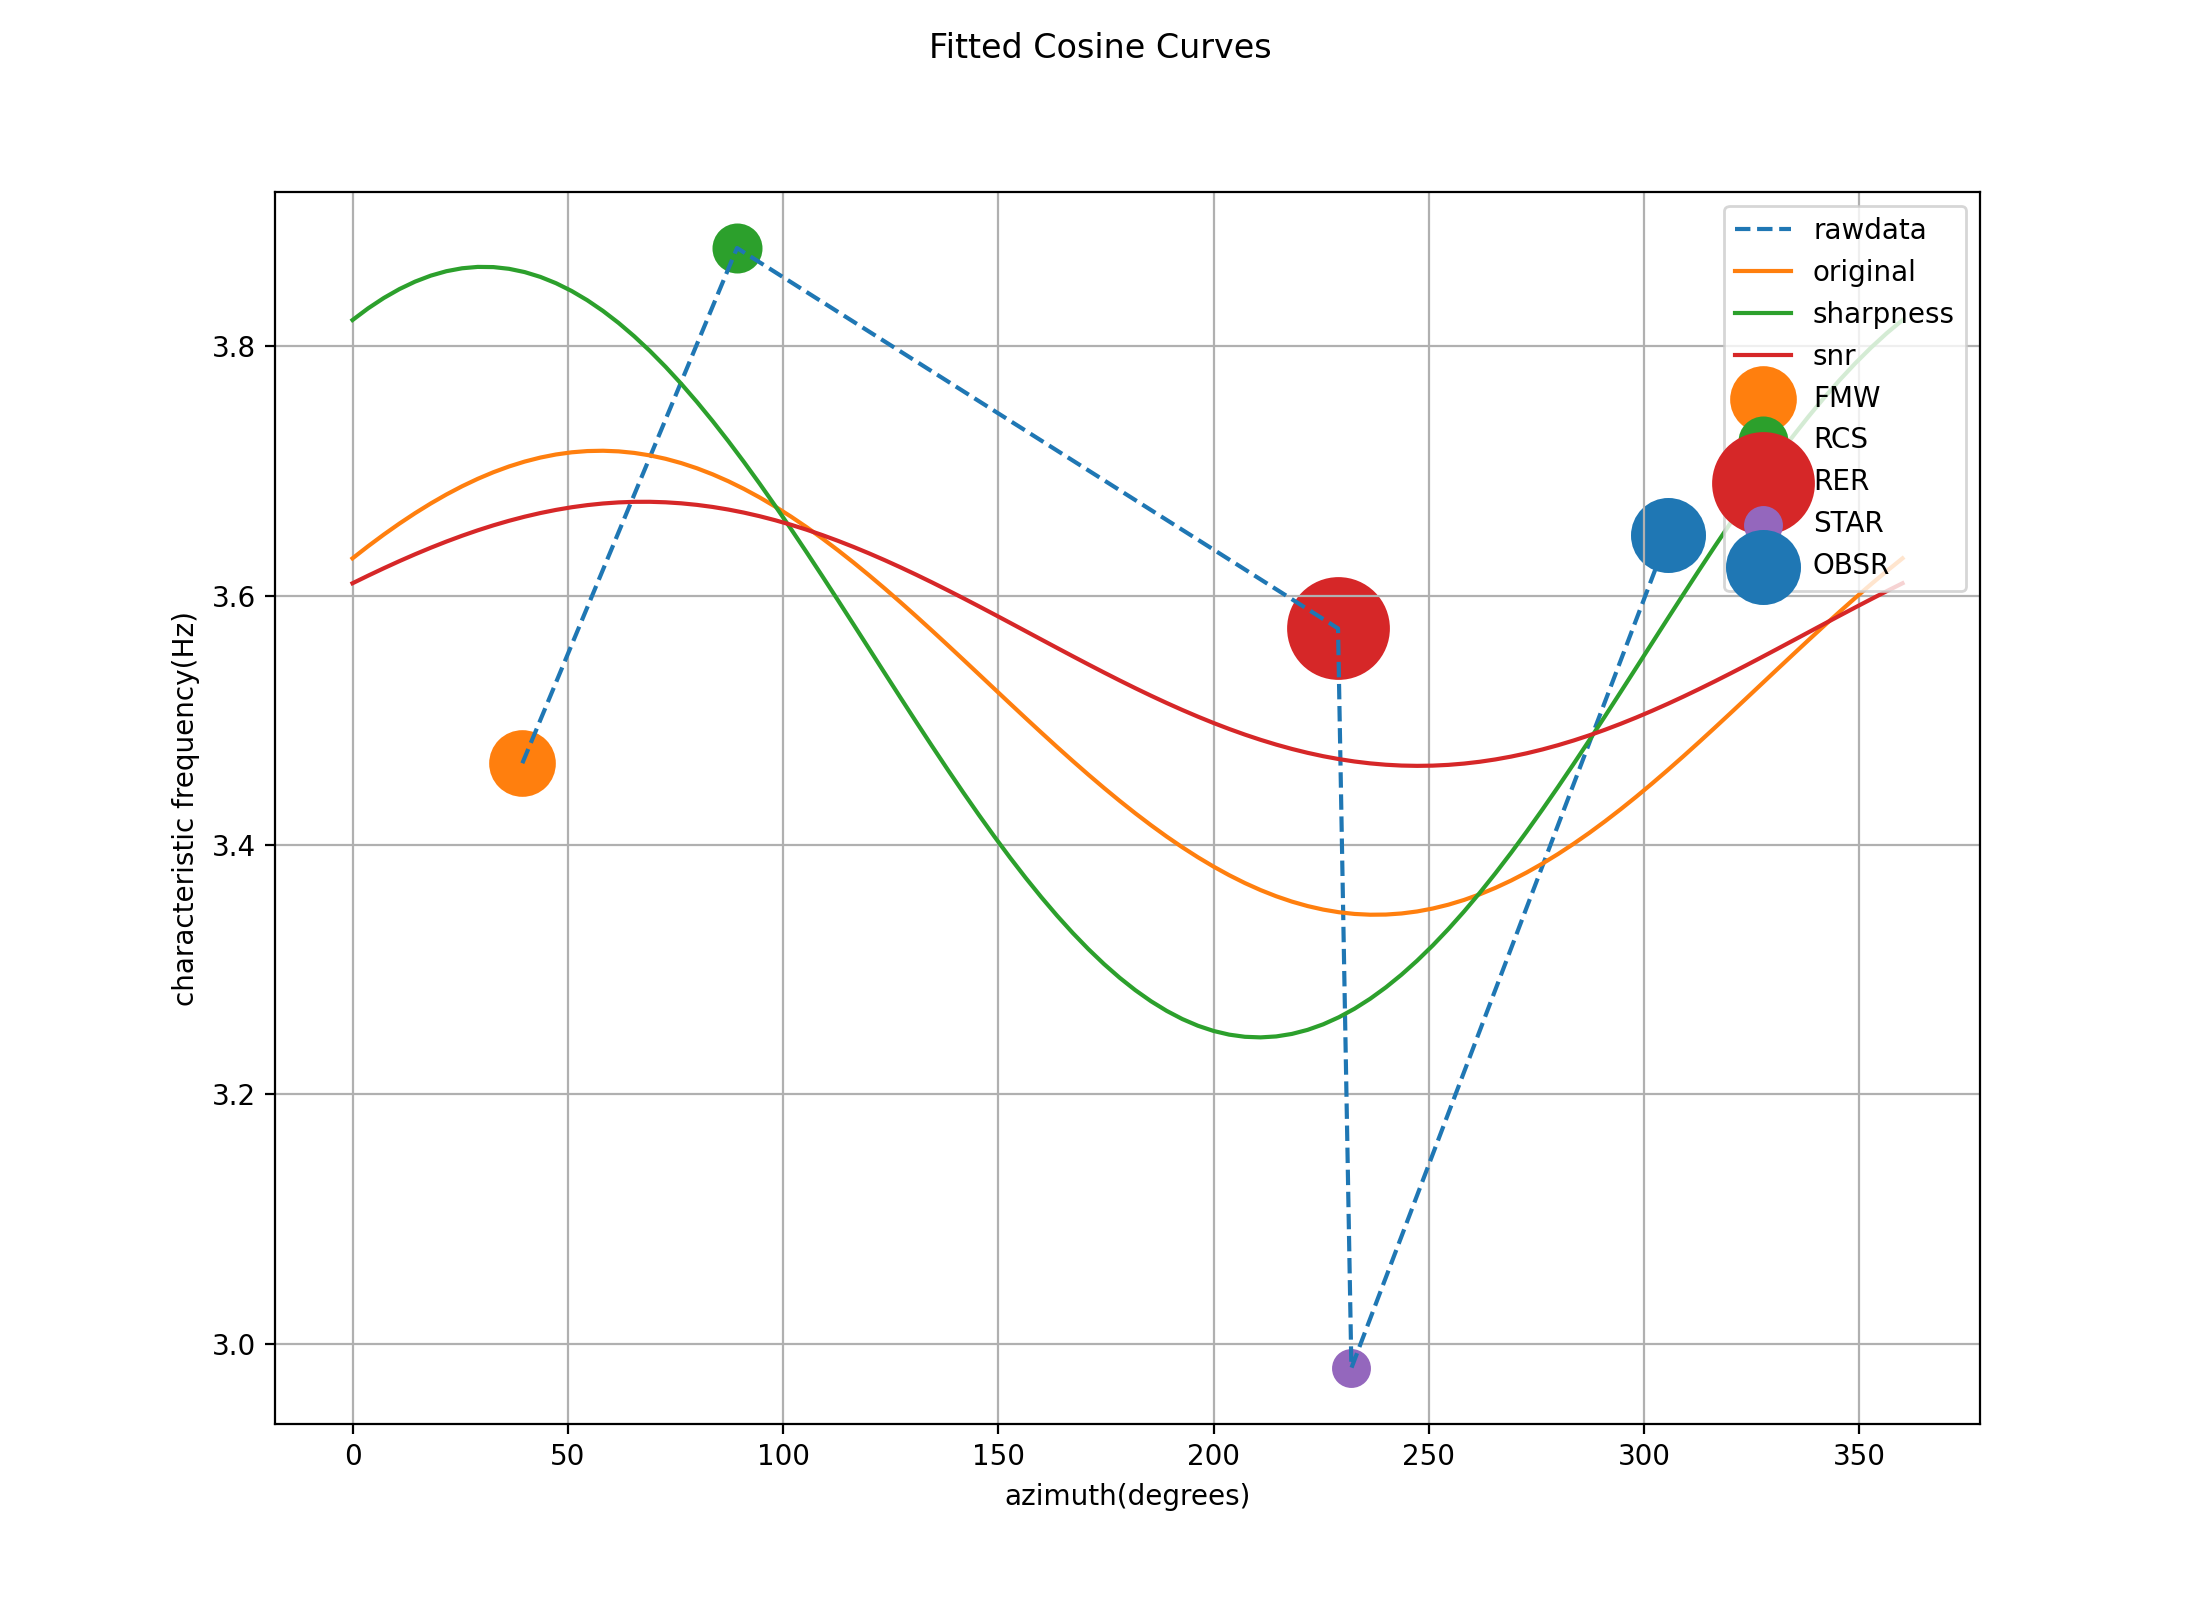 Fitted Cosine Curves
rawdata
original
sharpness
snr
FMW
RCS
RER
STAR
OBSR
3.8
3.6
3.4
3.2
3.0
characteristic frequency(Hz)
0 50 100 150 200 250 300 350
azimuth(degrees)